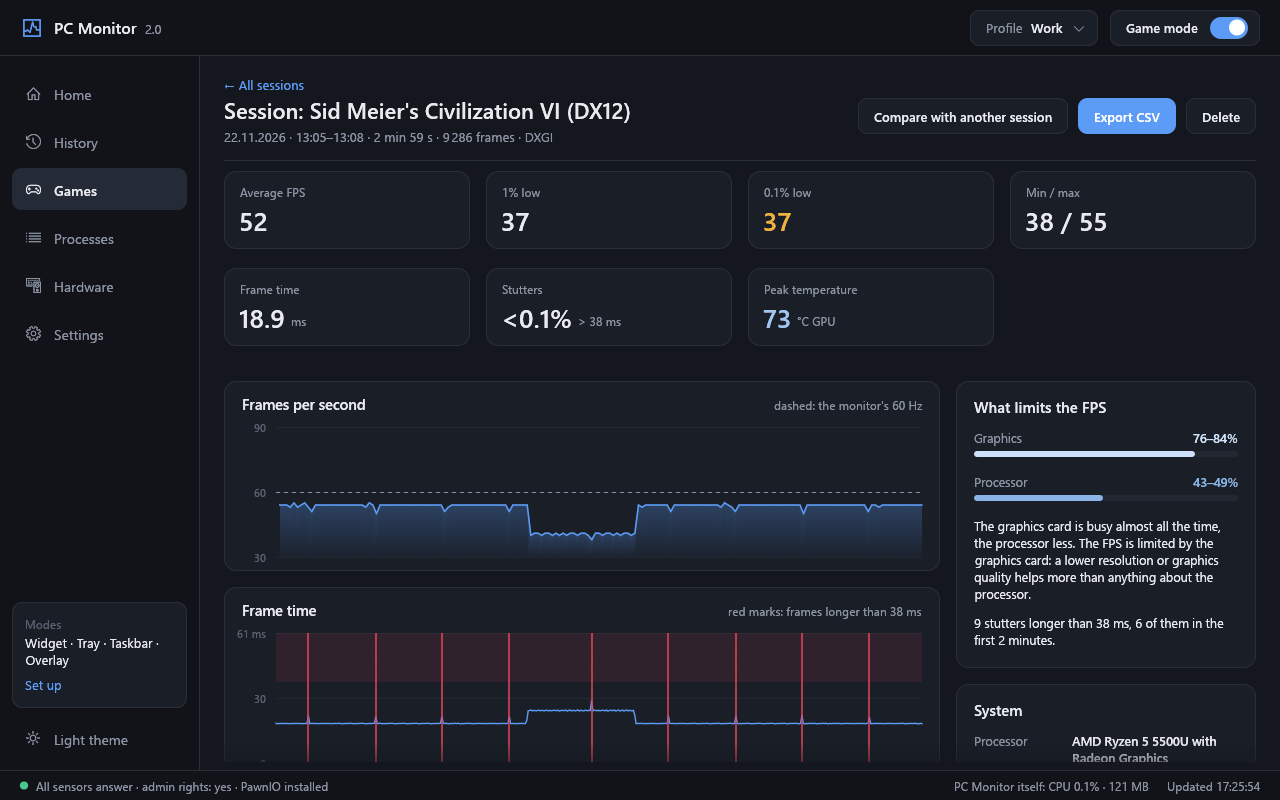 PC Monitor 2.0
Profile Work
Game mode
Home
History
Games
Processes
Hardware
Settings
Modes
Widget · Tray · Taskbar ·
Overlay
Set up
Light theme
← All sessions
Session: Sid Meier's Civilization VI (DX12)
22.11.2026 · 13:05–13:08 · 2 min 59 s · 9 286 frames · DXGI
Compare with another session
Export CSV
Delete
Average FPS
52
1% low
37
0.1% low
37
Min / max
38 / 55
Frame time
18.9 ms
Stutters
<0.1% > 38 ms
Peak temperature
73 °C GPU
Frames per second
dashed: the monitor's 60 Hz
90
60
30
Frame time
red marks: frames longer than 38 ms
61 ms
30
What limits the FPS
Graphics 76–84%
Processor 43–49%
The graphics card is busy almost all the time,
the processor less. The FPS is limited by the
graphics card: a lower resolution or graphics
quality helps more than anything about the
processor.
9 stutters longer than 38 ms, 6 of them in the
first 2 minutes.
System
Processor AMD Ryzen 5 5500U with
Radeon Graphics
All sensors answer · admin rights: yes · PawnIO installed
PC Monitor itself: CPU 0.1% · 121 MB
Updated 17:25:54